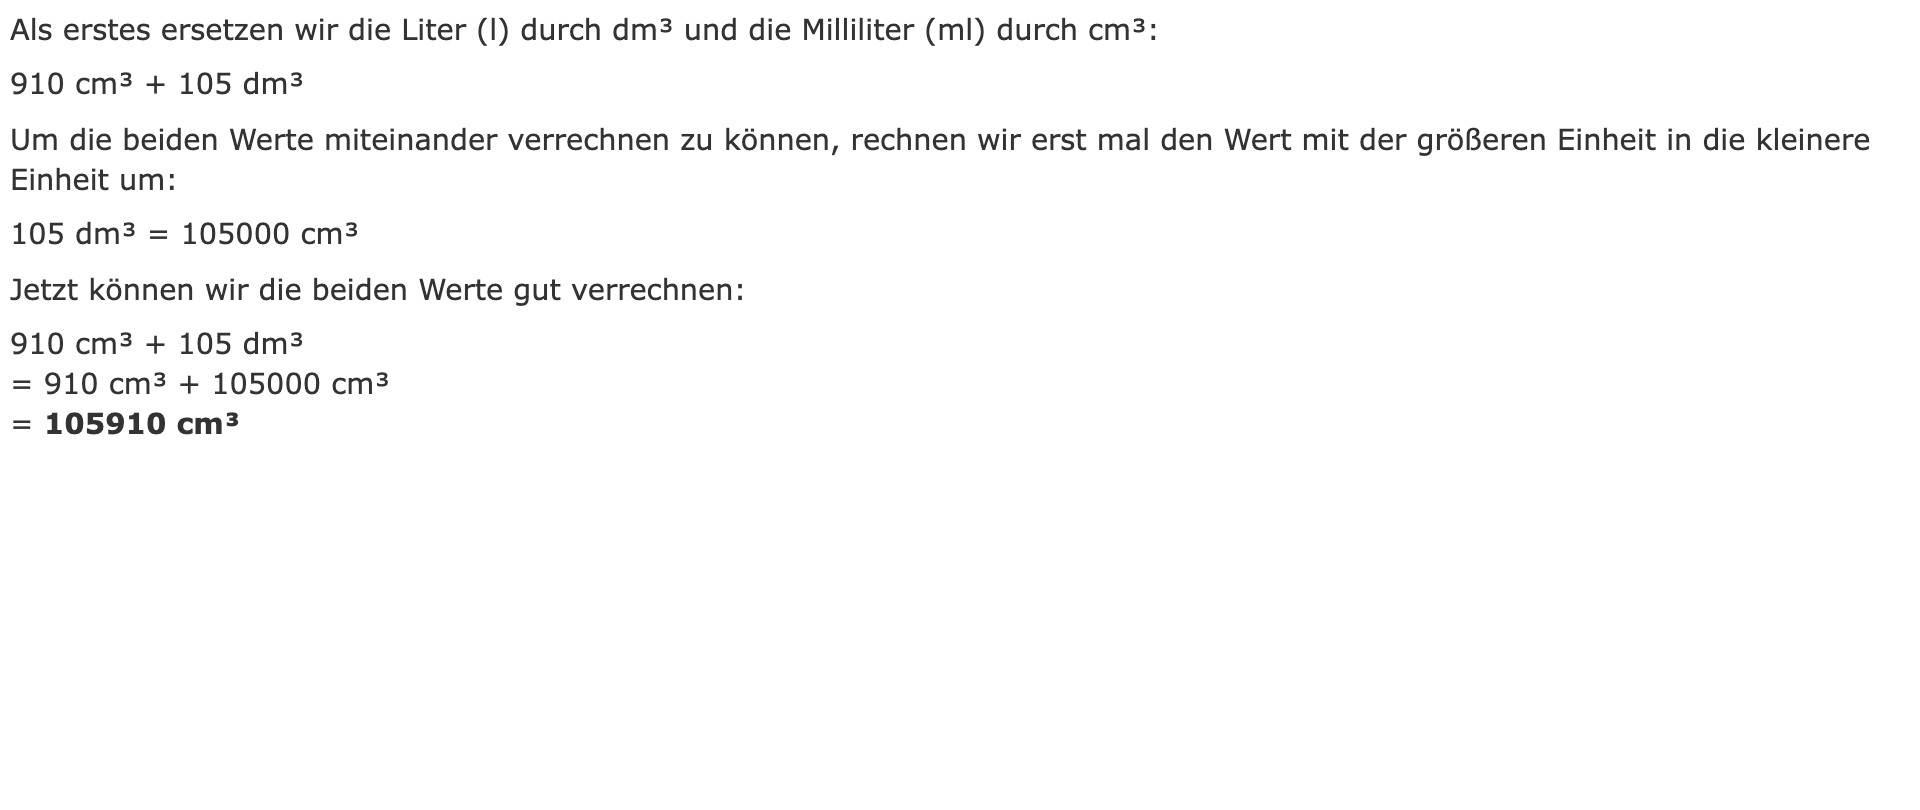 Als erstes ersetzen wir die Liter (l) durch dm³ und die Milliliter (ml) durch cm³:
910 cm³ + 105 dm³
Um die beiden Werte miteinander verrechnen zu können, rechnen wir erst mal den Wert mit der größeren Einheit in die kleinere
Einheit um:
105 dm³ = 105000 cm³
Jetzt können wir die beiden Werte gut verrechnen:
910 cm³ + 105 dm³
= 910 cm³ + 105000 cm³
= 105910 cm³